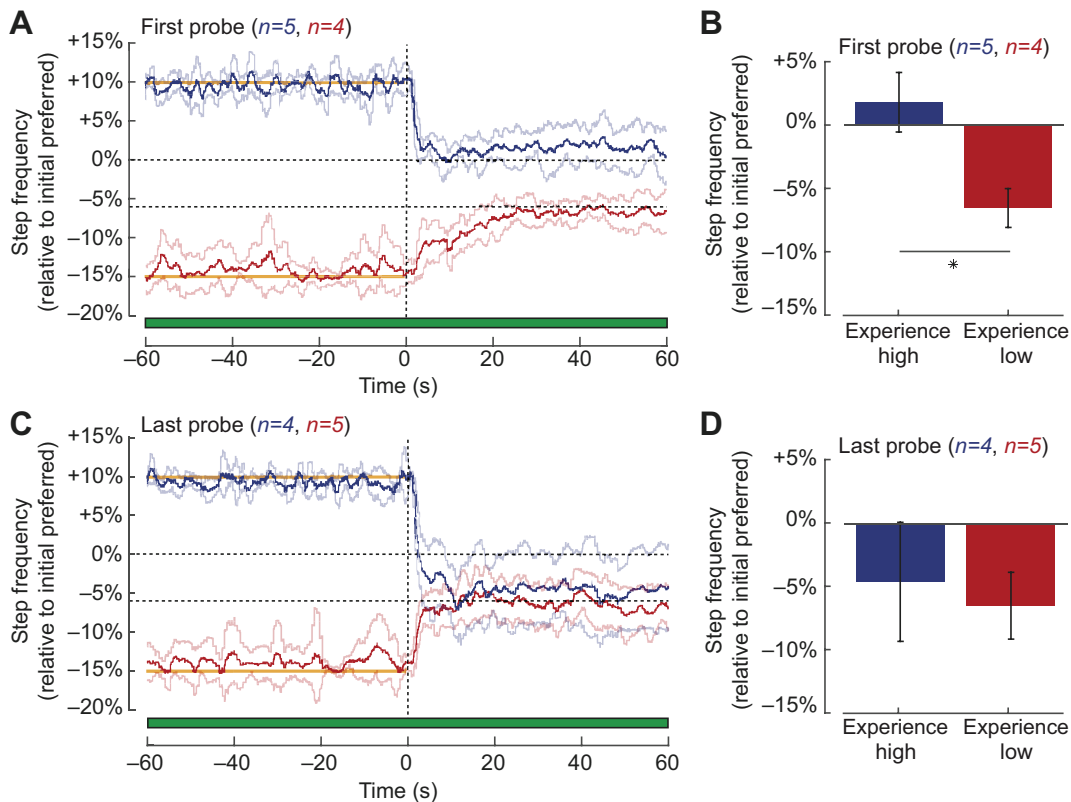 A
First probe (n=5, n=4)
Step frequency
(relative to initial preferred)
+15%
+10%
+5%
0%
–5%
–10%
–15%
–20%
–60
–40
–20
0
20
40
60
Time (s)
B
First probe (n=5, n=4)
Step frequency
(relative to initial preferred)
+5%
0%
–5%
–10%
–15%
*
Experience
high
Experience
low
C
Last probe (n=4, n=5)
Step frequency
(relative to initial preferred)
+15%
+10%
+5%
0%
–5%
–10%
–15%
–20%
–60
–40
–20
0
20
40
60
Time (s)
D
Last probe (n=4, n=5)
Step frequency
(relative to initial preferred)
+5%
0%
–5%
–10%
–15%
Experience
high
Experience
low